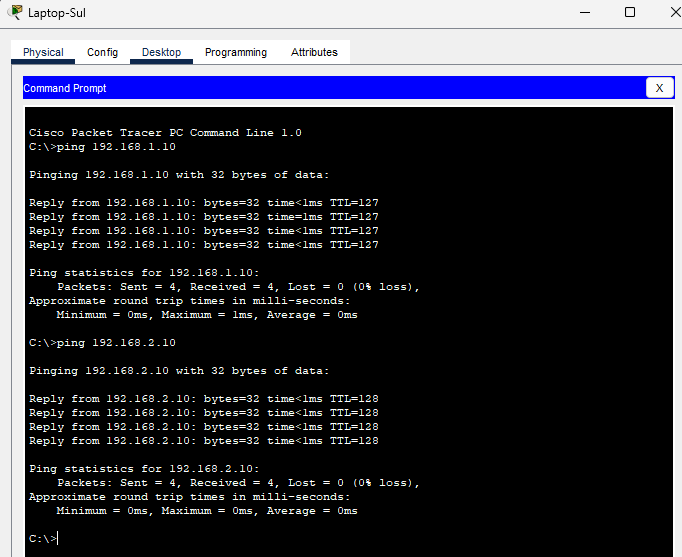 Laptop-Sul
Physical Config Desktop Programming Attributes
Command Prompt X
Cisco Packet Tracer PC Command Line 1.0
C:\>ping 192.168.1.10
Pinging 192.168.1.10 with 32 bytes of data:
Reply from 192.168.1.10: bytes=32 time<1ms TTL=127
Reply from 192.168.1.10: bytes=32 time=1ms TTL=127
Reply from 192.168.1.10: bytes=32 time<1ms TTL=127
Reply from 192.168.1.10: bytes=32 time<1ms TTL=127
Ping statistics for 192.168.1.10:
Packets: Sent = 4, Received = 4, Lost = 0 (0% loss),
Approximate round trip times in milli-seconds:
Minimum = 0ms, Maximum = 1ms, Average = 0ms
C:\>ping 192.168.2.10
Pinging 192.168.2.10 with 32 bytes of data:
Reply from 192.168.2.10: bytes=32 time<1ms TTL=128
Reply from 192.168.2.10: bytes=32 time<1ms TTL=128
Reply from 192.168.2.10: bytes=32 time<1ms TTL=128
Reply from 192.168.2.10: bytes=32 time<1ms TTL=128
Ping statistics for 192.168.2.10:
Packets: Sent = 4, Received = 4, Lost = 0 (0% loss),
Approximate round trip times in milli-seconds:
Minimum = 0ms, Maximum = 0ms, Average = 0ms
C:\>